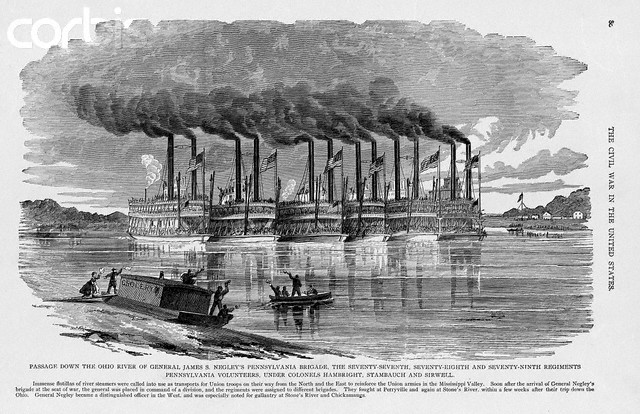 corbis
88
THE CIVIL WAR IN THE UNITED STATES.
GROCERY
PASSAGE DOWN THE OHIO RIVER OF GENERAL JAMES S. NEGLEY'S PENNSYLVANIA BRIGADE, THE SEVENTY-SEVENTH, SEVENTY-EIGHTH AND SEVENTY-NINTH REGIMENTS
PENNSYLVANIA VOLUNTEERS, UNDER COLONELS HAMBRIGHT, STAMBAUCH AND SIRWELL.
Immense flotillas of river steamers were called into use as transports for Union troops on their way from the North and the East to reinforce the Union armies in the Mississippi Valley. Soon after the arrival of General Negley's
brigade at the seat of war, the general was placed in command of a division, and the regiments were assigned to different brigades. They fought at Perryville and again at Stone's River, within a few weeks after their trip down the
Ohio. General Negley became a distinguished officer in the West, and was especially noted for gallantry at Stone's River and Chickamauga.